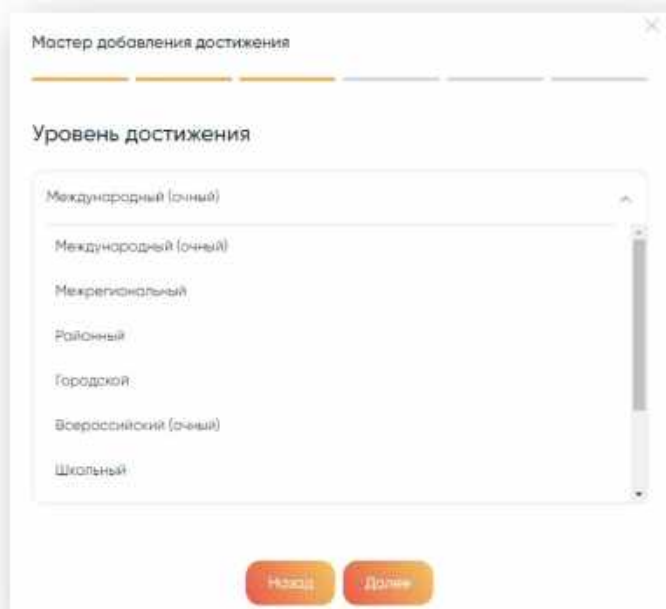 Мастер добавления достижения
Уровень достижения
Международный (очный)
Международный (очный)
Межрегиональный
Районный
Городской
Всероссийский (очный)
Школьный
Назад Далее